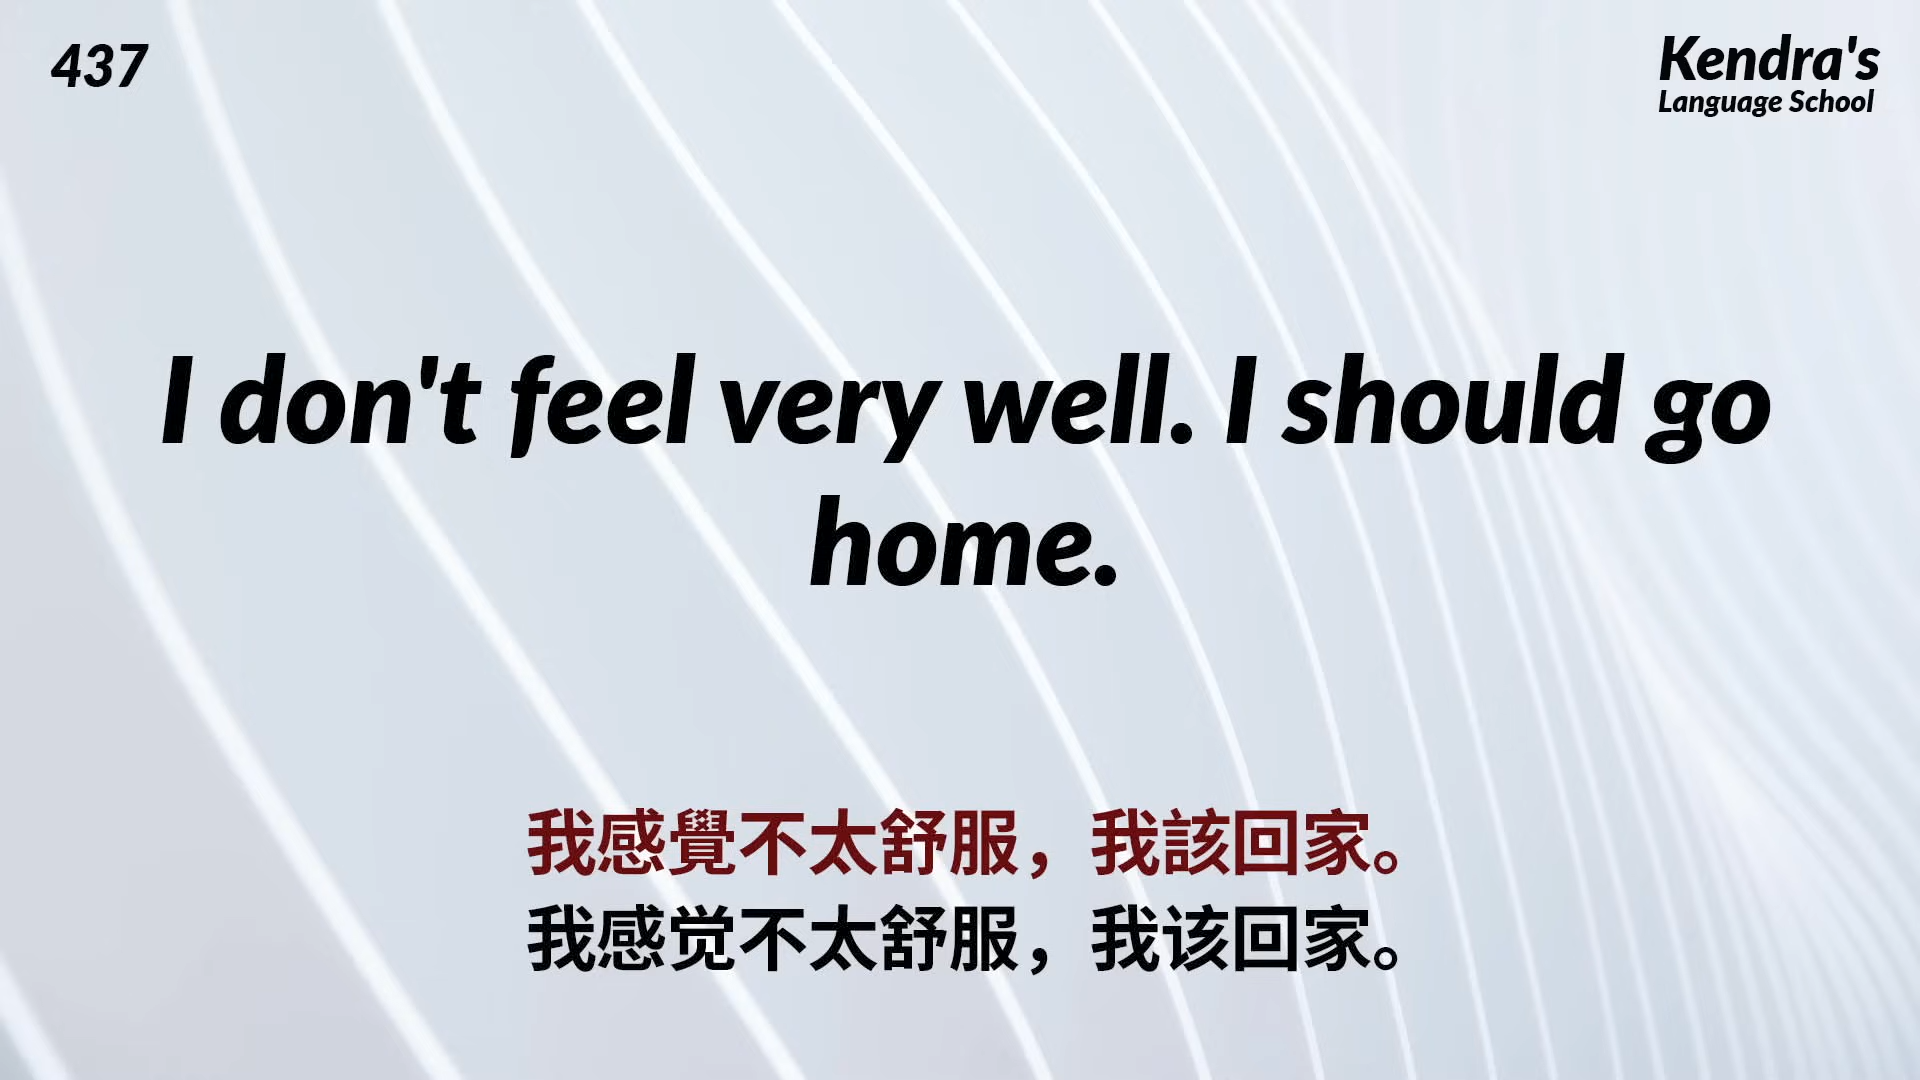 437
Kendra's
Language School
I don't feel very well. I should go
home.
我感覺不太舒服，我該回家。
我感觉不太舒服，我该回家。